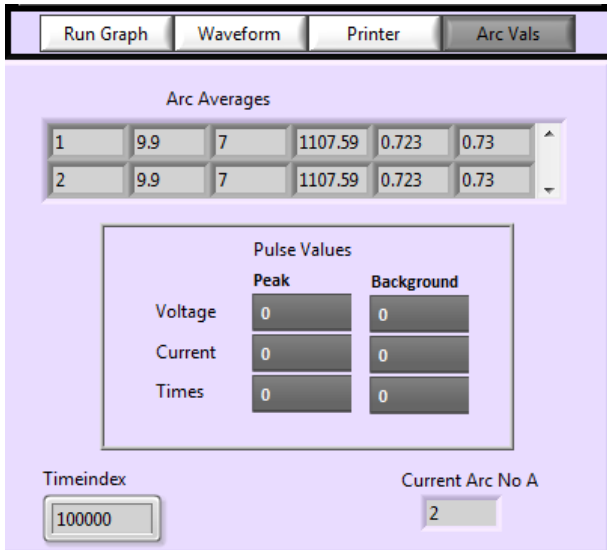 Run Graph Waveform Printer Arc Vals
Arc Averages
1 9.9 7 1107.59 0.723 0.73
2 9.9 7 1107.59 0.723 0.73
Pulse Values
Peak Background
Voltage 0 0
Current 0 0
Times 0 0
Timeindex Current Arc No A
100000 2